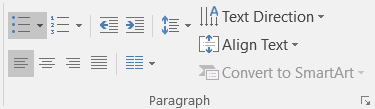 Text Direction
Align Text
Convert to SmartArt
Paragraph